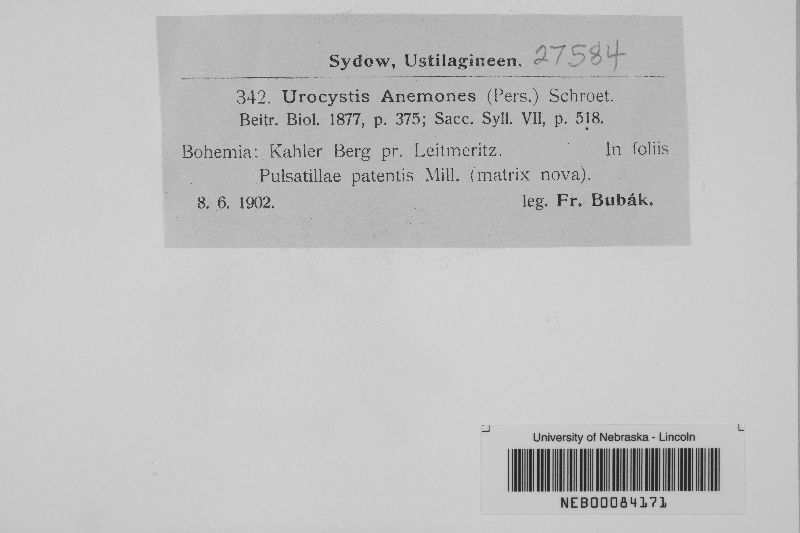 Sydow, Ustilagineen. 27584
342. Urocystis Anemones (Pers.) Schroet.
Beitr. Biol. 1877, p. 375; Sacc. Syll. VII, p. 518.
Bohemia: Kahler Berg pr. Leitmeritz. In foliis
Pulsatillae patentis Mill. (matrix nova).
8. 6. 1902. leg. Fr. Bubák.
University of Nebraska - Lincoln
NEB00084171